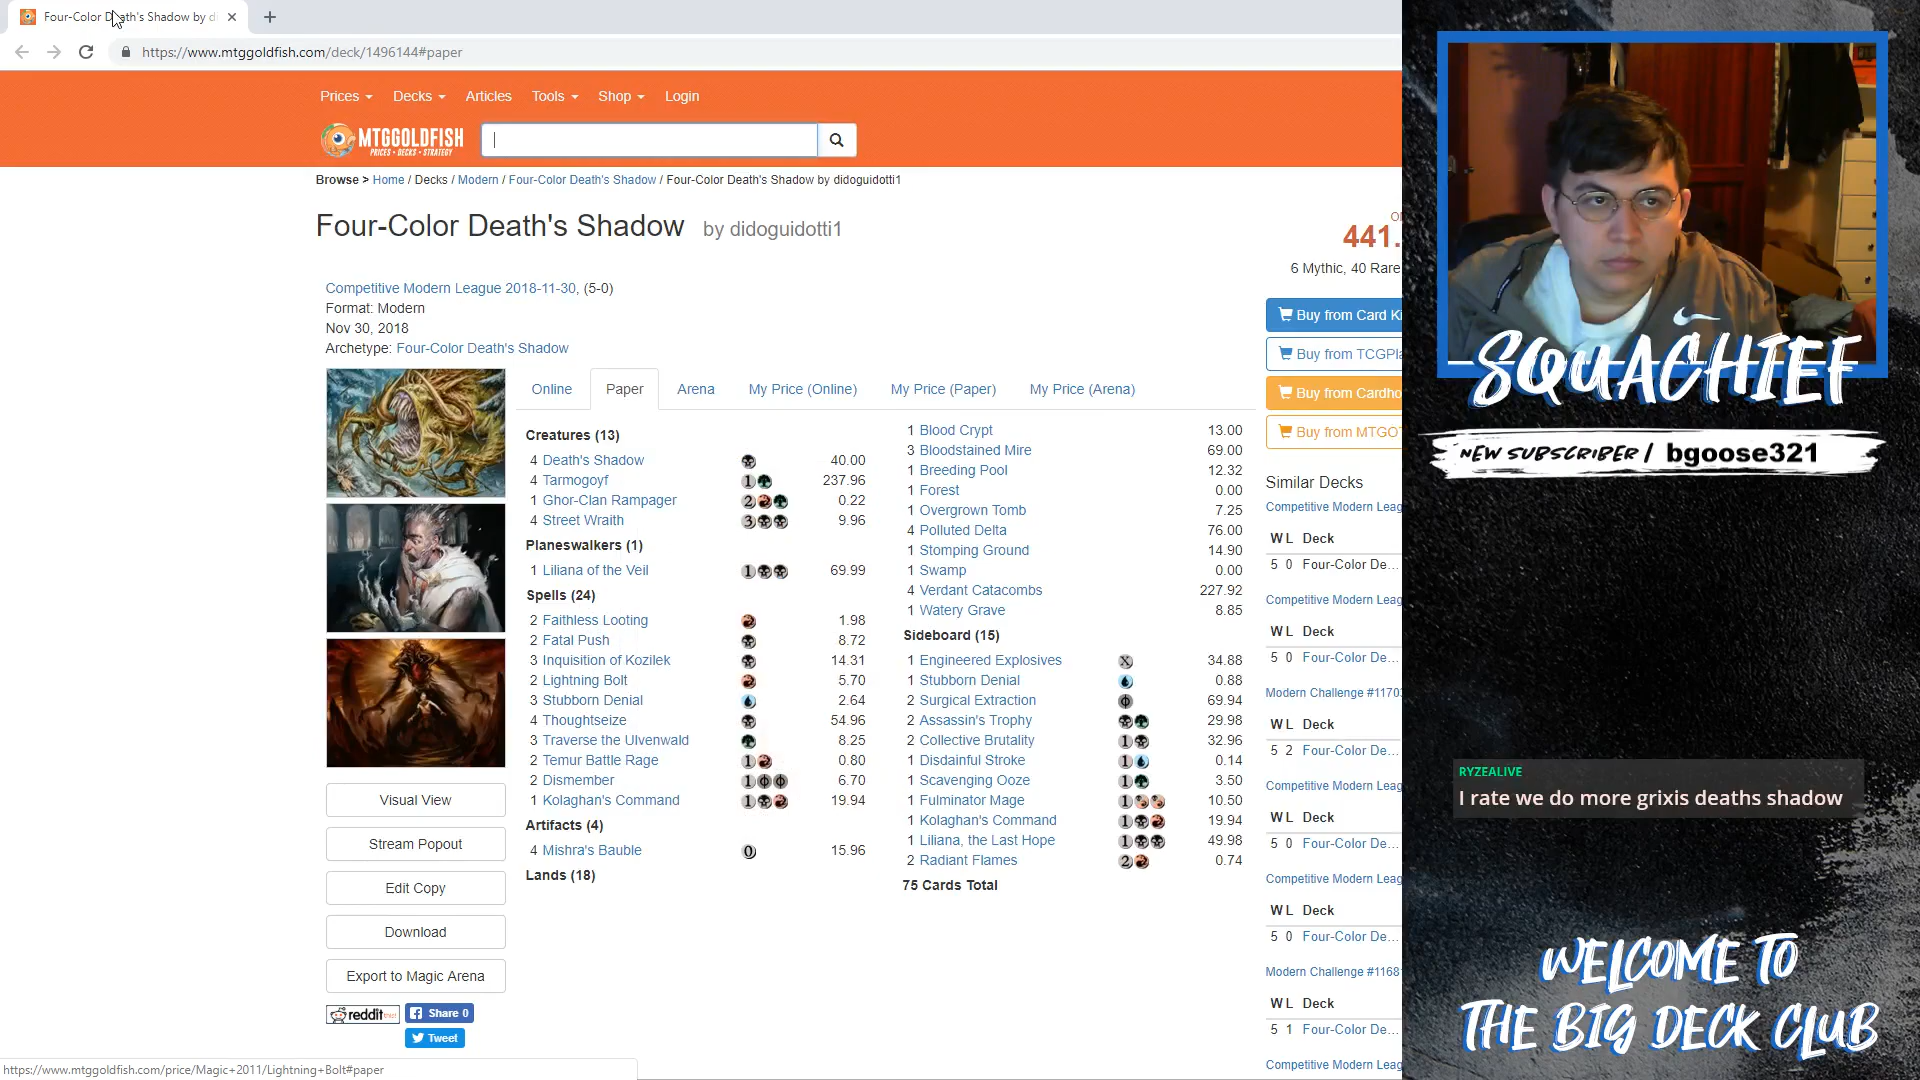 Four-Color Death's Shadow by di
https://www.mtggoldfish.com/deck/1496144#paper
Prices Decks Articles Tools Shop Login
MTGGOLDFISH
PRICES • DECKS • STRATEGY
Browse > Home / Decks / Modern / Four-Color Death's Shadow / Four-Color Death's Shadow by didoguidotti1
Four-Color Death's Shadow by didoguidotti1
441.
6 Mythic, 40 Rare
Competitive Modern League 2018-11-30, (5-0)
Format: Modern
Nov 30, 2018
Archetype: Four-Color Death's Shadow
Online Paper Arena My Price (Online) My Price (Paper) My Price (Arena)
Creatures (13)
4 Death's Shadow 40.00
4 Tarmogoyf 1 237.96
1 Ghor-Clan Rampager 2 0.22
4 Street Wraith 3 9.96
Planeswalkers (1)
1 Liliana of the Veil 1 69.99
Spells (24)
2 Faithless Looting 1.98
2 Fatal Push 8.72
3 Inquisition of Kozilek 14.31
2 Lightning Bolt 5.70
3 Stubborn Denial 2.64
4 Thoughtseize 54.96
3 Traverse the Ulvenwald 8.25
2 Temur Battle Rage 1 0.80
2 Dismember 1 6.70
1 Kolaghan's Command 1 19.94
Artifacts (4)
4 Mishra's Bauble 0 15.96
Lands (18)
1 Blood Crypt 13.00
3 Bloodstained Mire 69.00
1 Breeding Pool 12.32
1 Forest 0.00
1 Overgrown Tomb 7.25
4 Polluted Delta 76.00
1 Stomping Ground 14.90
1 Swamp 0.00
4 Verdant Catacombs 227.92
1 Watery Grave 8.85
Sideboard (15)
1 Engineered Explosives X 34.88
1 Stubborn Denial 0.88
2 Surgical Extraction 69.94
2 Assassin's Trophy 29.98
2 Collective Brutality 1 32.96
1 Disdainful Stroke 1 0.14
1 Scavenging Ooze 1 3.50
1 Fulminator Mage 1 10.50
1 Kolaghan's Command 1 19.94
1 Liliana, the Last Hope 1 49.98
2 Radiant Flames 2 0.74
75 Cards Total
Visual View
Stream Popout
Edit Copy
Download
Export to Magic Arena
reddit
Share 0
Tweet
Buy from Card Ki
Buy from TCGPla
Buy from Cardho
Buy from MTGOT
Similar Decks
Competitive Modern Leag
W L Deck
5 0 Four-Color De...
Competitive Modern Leag
W L Deck
5 0 Four-Color De...
Modern Challenge #1170
W L Deck
5 2 Four-Color De...
Competitive Modern Leag
W L Deck
5 0 Four-Color De...
Competitive Modern Leag
W L Deck
5 0 Four-Color De...
Modern Challenge #1168
W L Deck
5 1 Four-Color De...
Competitive Modern Leag
https://www.mtggoldfish.com/price/Magic+2011/Lightning+Bolt#paper
SQUACHIEF
NEW SUBSCRIBER / bgoose321
RYZEALIVE
I rate we do more grixis deaths shadow
WELCOME TO
THE BIG DECK CLUB